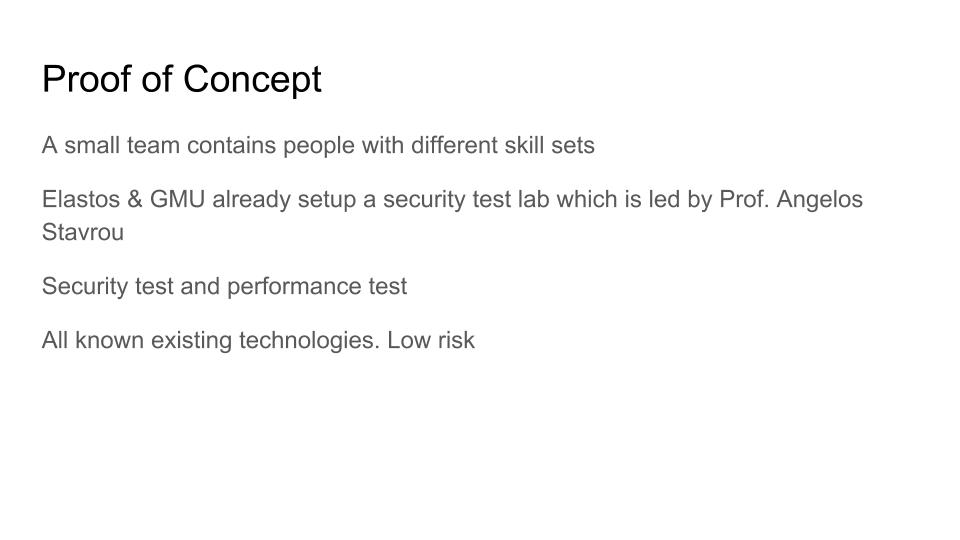 Proof of Concept
A small team contains people with different skill sets
Elastos & GMU already setup a security test lab which is led by Prof. Angelos
Stavrou
Security test and performance test
All known existing technologies. Low risk